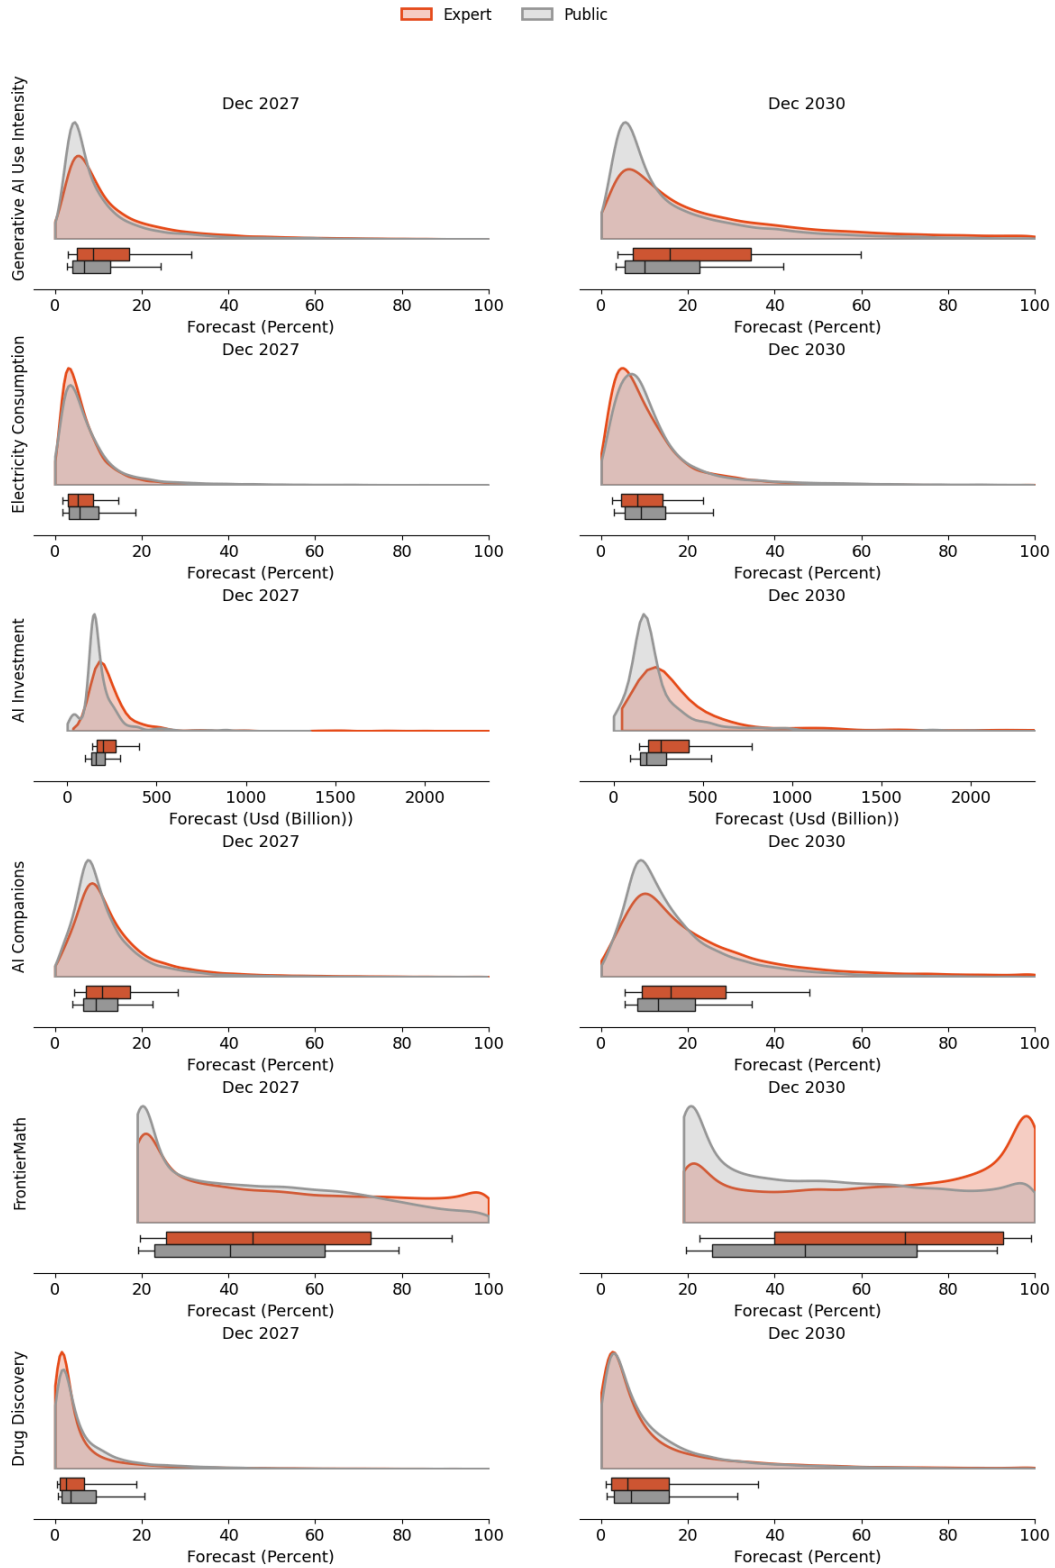 Expert Public
Generative AI Use Intensity
Dec 2027 Dec 2030
0 20 40 60 80 100 0 20 40 60 80 100
Forecast (Percent) Forecast (Percent)
Electricity Consumption
Dec 2027 Dec 2030
0 20 40 60 80 100 0 20 40 60 80 100
Forecast (Percent) Forecast (Percent)
AI Investment
Dec 2027 Dec 2030
0 500 1000 1500 2000 0 500 1000 1500 2000
Forecast (Usd (Billion)) Forecast (Usd (Billion))
AI Companions
Dec 2027 Dec 2030
0 20 40 60 80 100 0 20 40 60 80 100
Forecast (Percent) Forecast (Percent)
FrontierMath
Dec 2027 Dec 2030
0 20 40 60 80 100 0 20 40 60 80 100
Forecast (Percent) Forecast (Percent)
Drug Discovery
Dec 2027 Dec 2030
0 20 40 60 80 100 0 20 40 60 80 100
Forecast (Percent) Forecast (Percent)